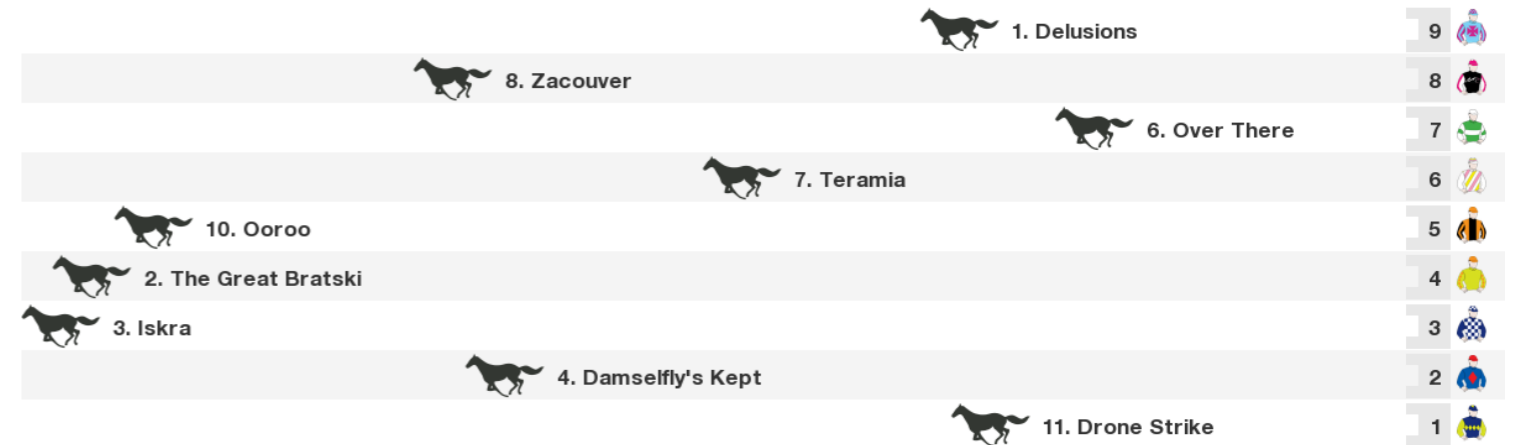 1. Delusions 9
8. Zacouver 8
6. Over There 7
7. Teramia 6
10. Ooroo 5
2. The Great Bratski 4
3. Iskra 3
4. Damselfly's Kept 2
11. Drone Strike 1